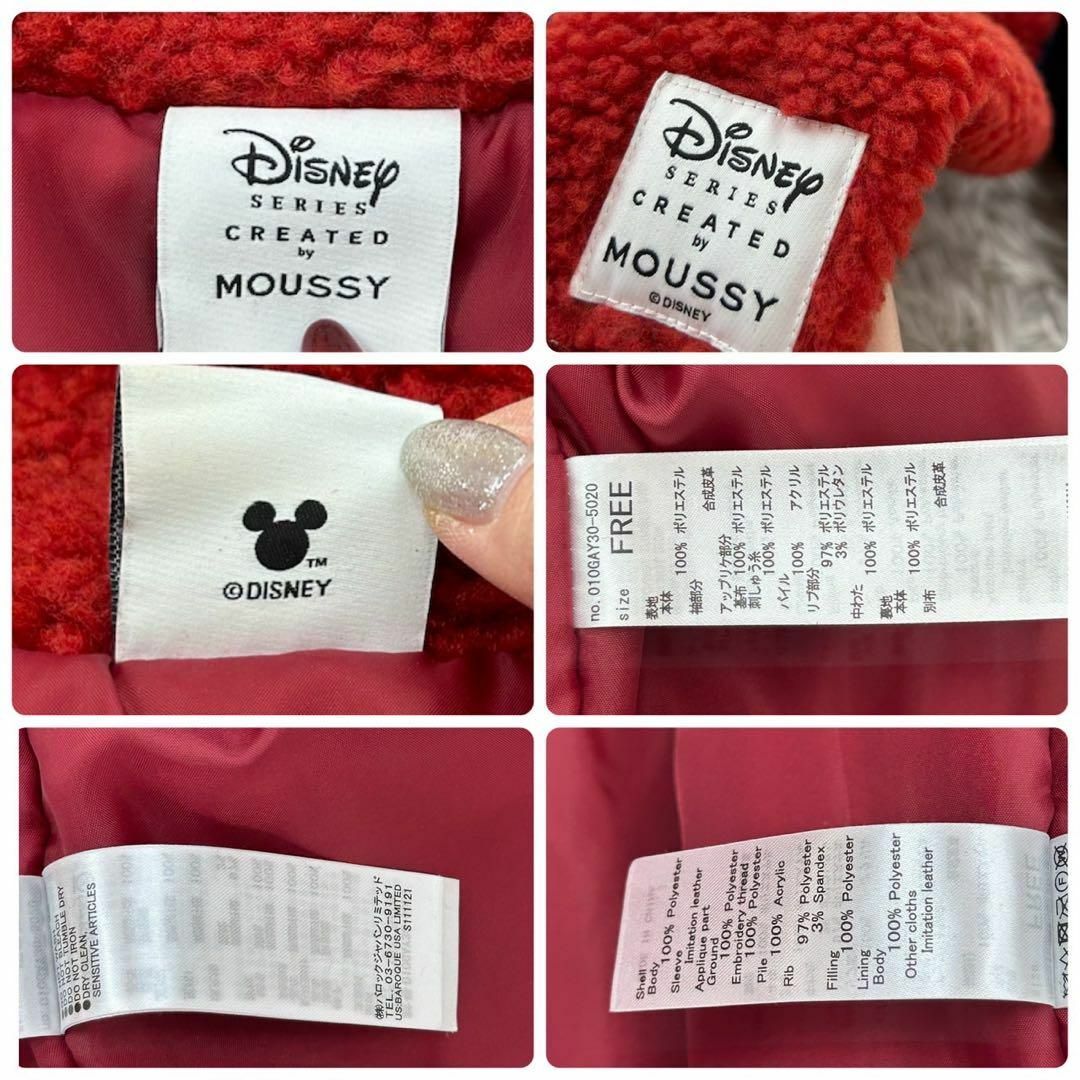 Disney
SERIES
CREATED
by
MOUSSY
Disney
SERIES
CREATED
by
MOUSSY
©DISNEY
TM
©DISNEY
no. 010GAY30-5020
size FREE
表地
本体 100% ポリエステル
袖部分 合成皮革
アップリケ部分
基布 100% ポリエステル
刺しゅう糸
100% ポリエステル
パイル
100% アクリル
リブ部分
97% ポリエステル
3% ポリウレタン
中わた
100% ポリエステル
裏地
本体 100% ポリエステル
別布 合成皮革
BLEACH
●DO NOT TUMBLE DRY
●DO NOT IRON
●DRY CLEAN,
SENSITIVE ARTICLES
(株)バロックジャパンリミテッド
TEL. 03-6730-9191
US:BAROQUE USA LIMITED
S111121
Shell
Body 100% Polyester
Sleeve Imitation leather
Applique part
Ground 100% Polyester
Embroidery thread
100% Polyester
Pile 100% Acrylic
Rib 97% Polyester
3% Spandex
Filling 100% Polyester
Lining
Body 100% Polyester
Other cloths
Imitation leather